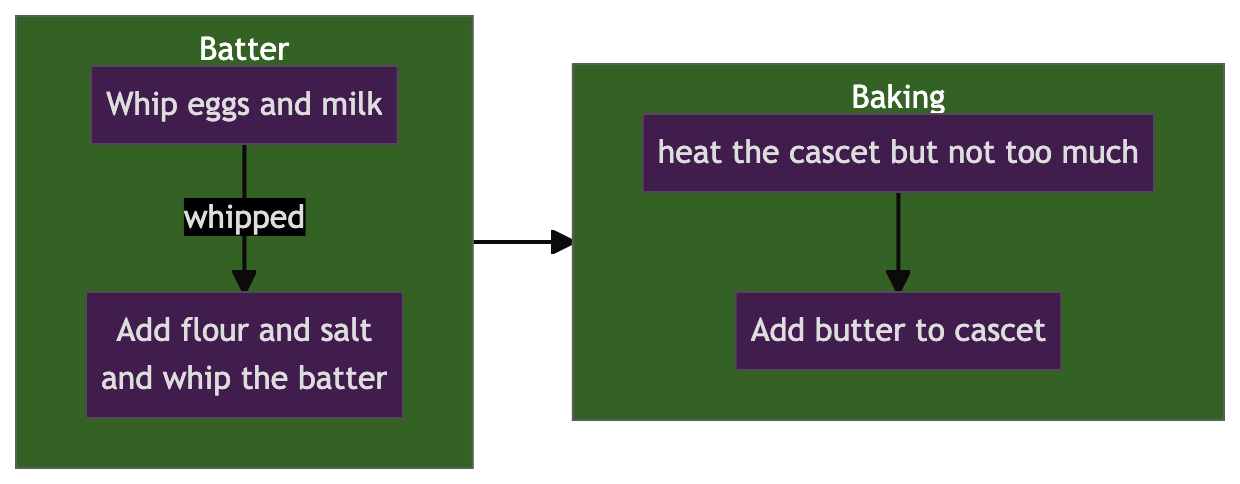 Batter
Whip eggs and milk
whipped
Add flour and salt
and whip the batter
Baking
heat the cascet but not too much
Add butter to cascet